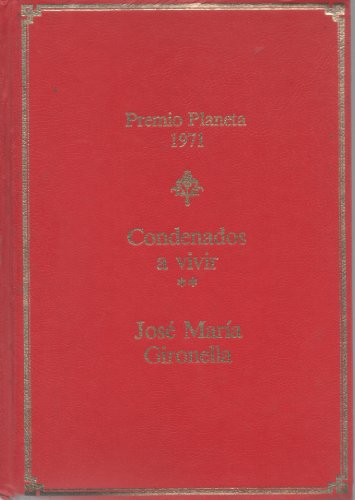 Premio Planeta
1971
Condenados
a vivir
**
José María
Gironella